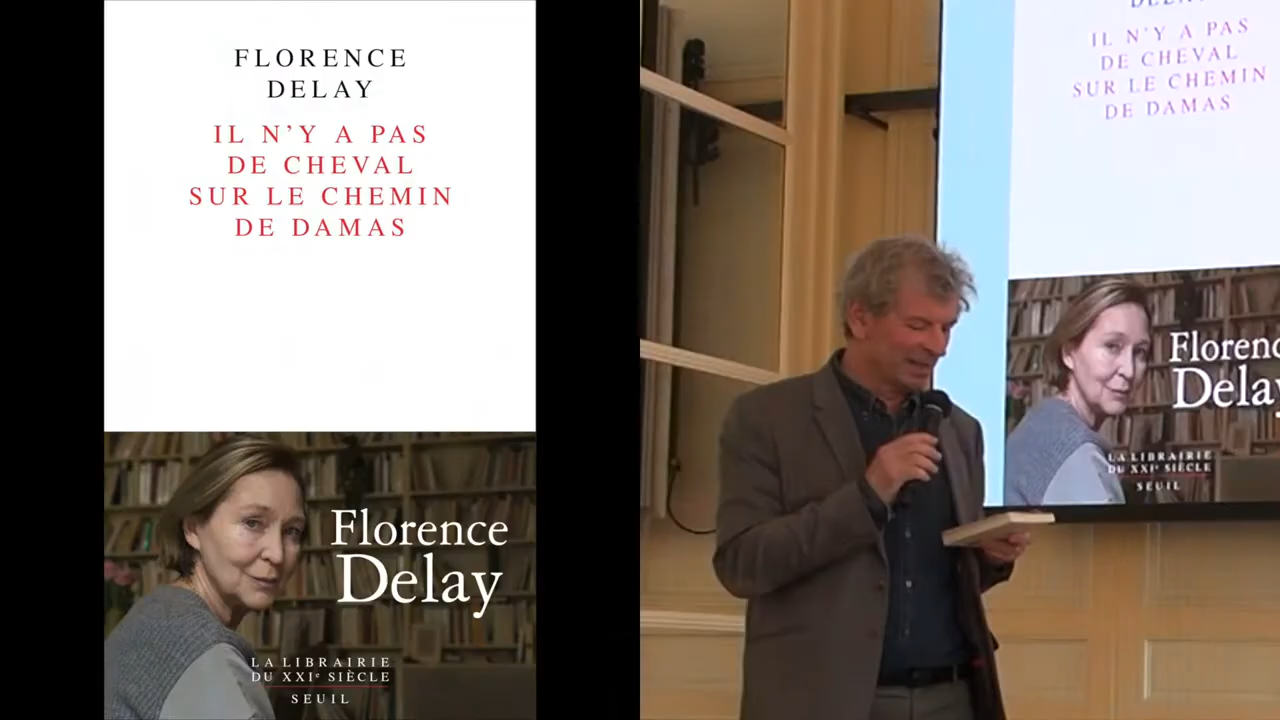 FLORENCE
DELAY
IL N'Y A PAS
DE CHEVAL
SUR LE CHEMIN
DE DAMAS
Florence
Delay
LA LIBRAIRIE
DU XXIe SIÈCLE
SEUIL
IL N'Y A PAS
DE CHEVAL
SUR LE CHEMIN
DE DAMAS
Delay
LA LIBRAIRIE
DU XXIe SIÈCLE
SEUIL